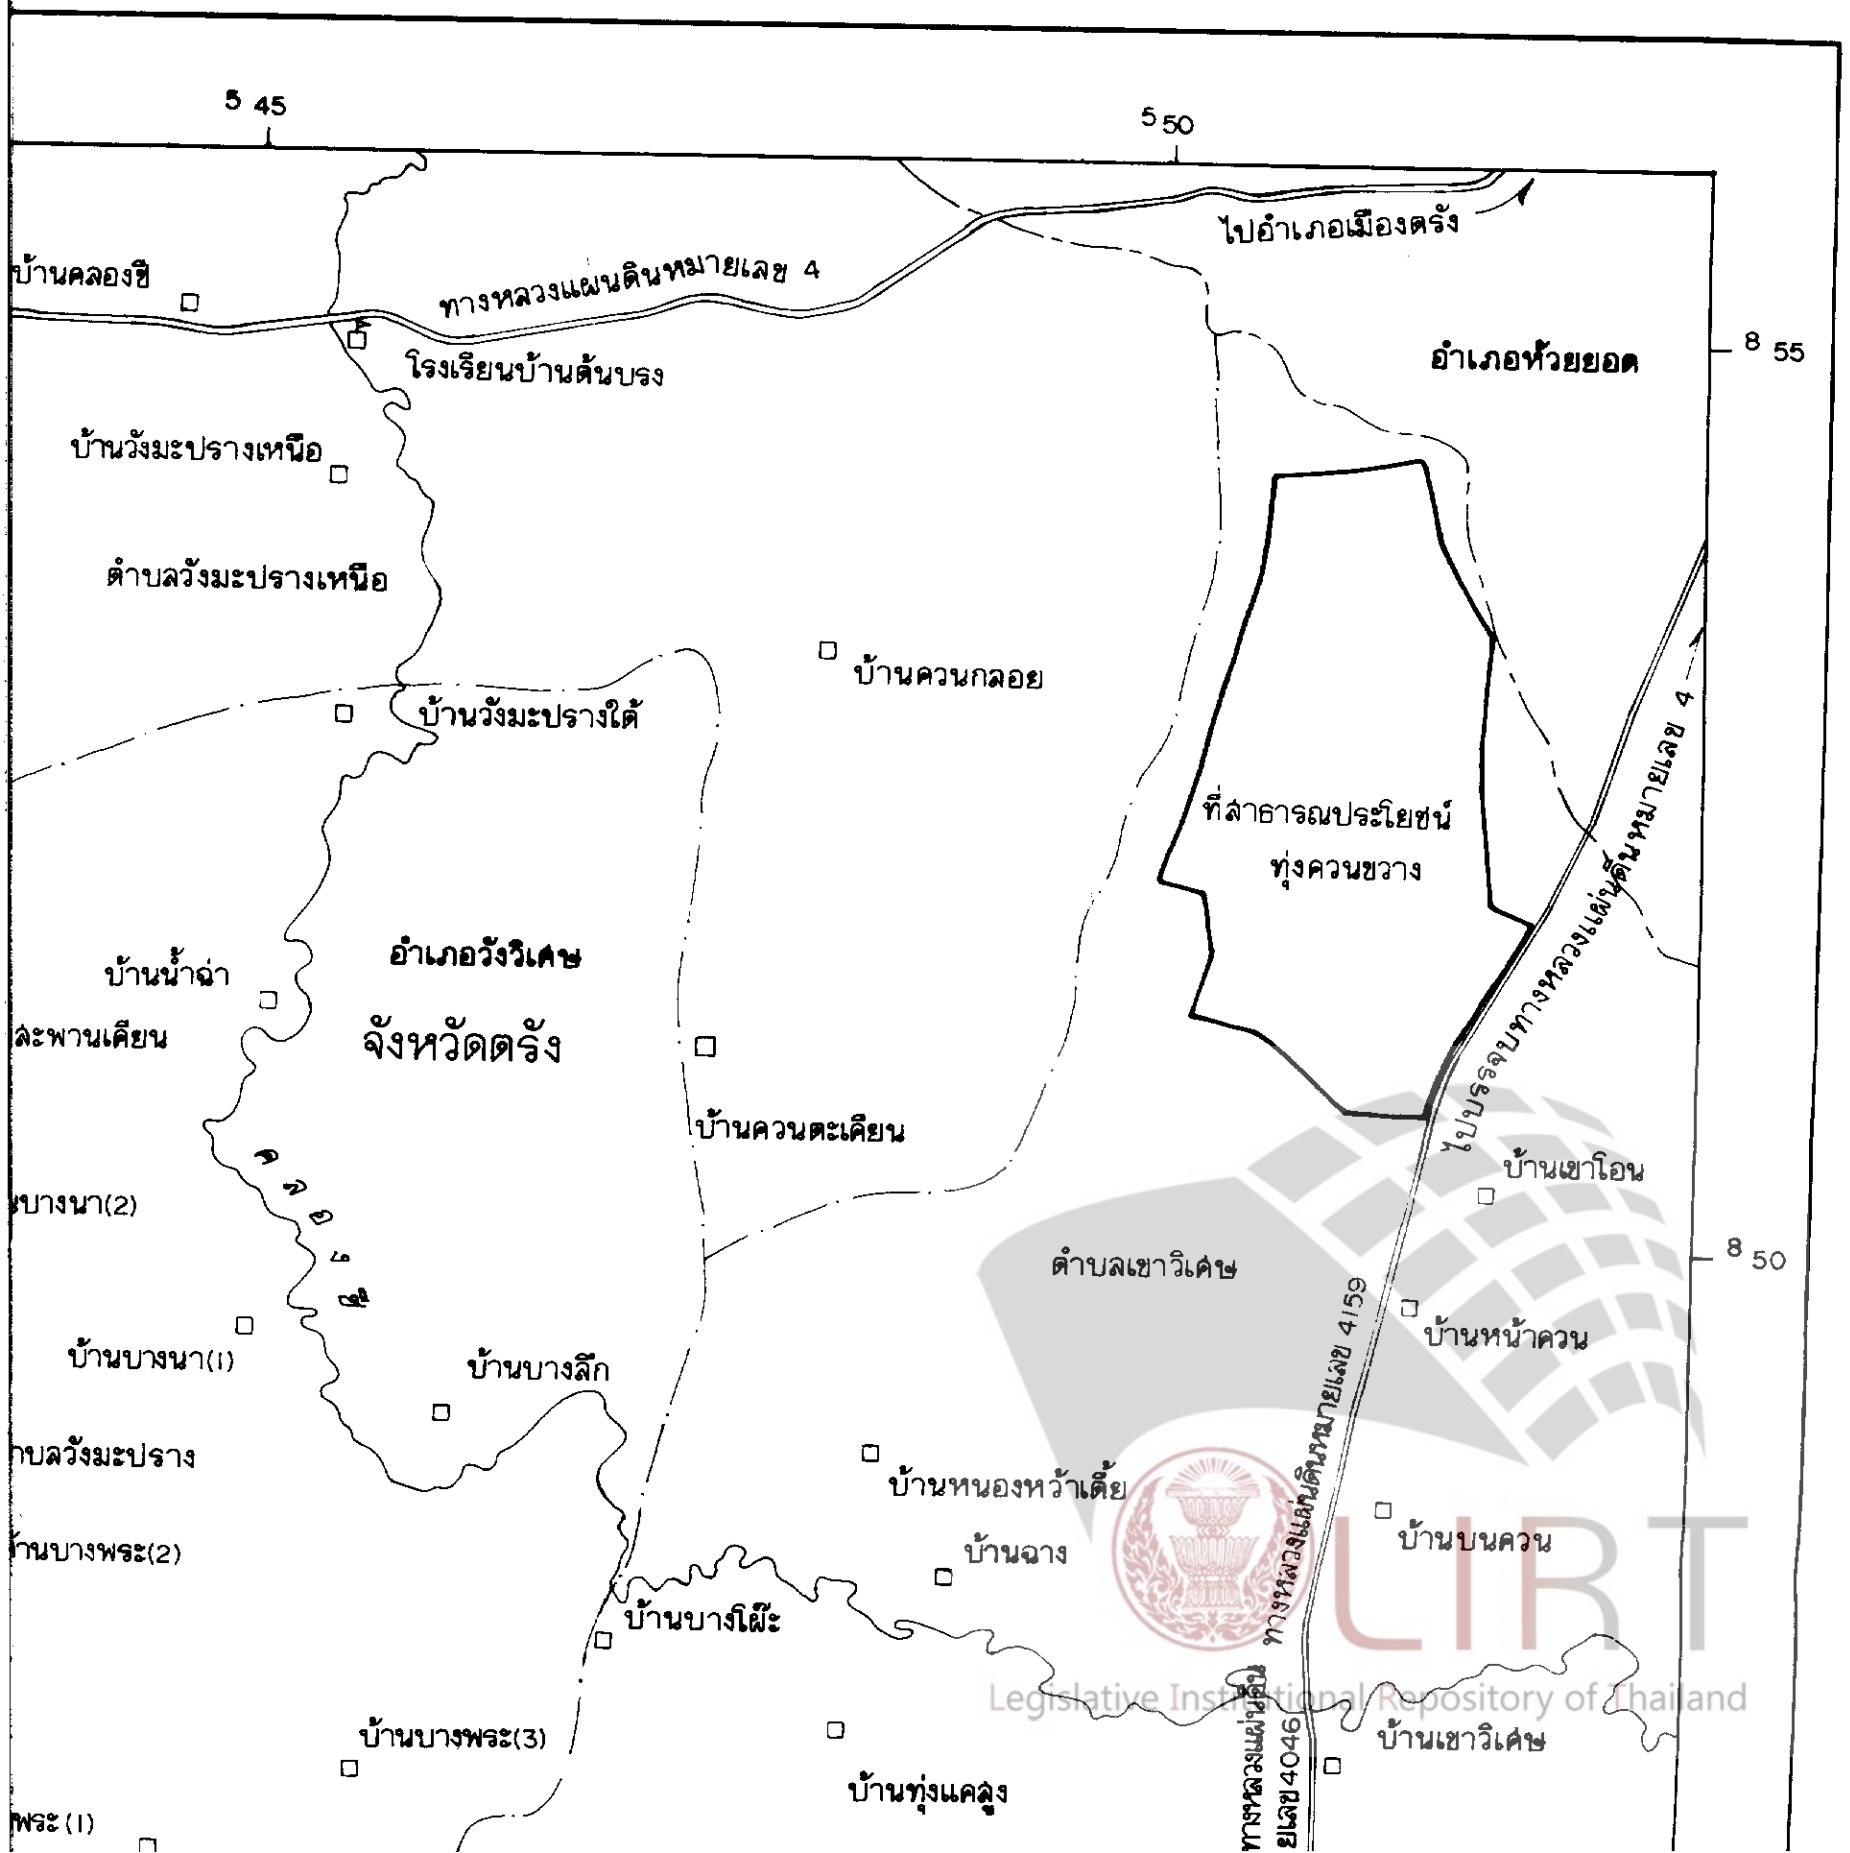 5 45
5 50
ไปอำเภอเมืองตรัง
บ้านคลองชี
ทางหลวงแผ่นดินหมายเลข 4
อำเภอห้วยยอด
8 55
โรงเรียนบ้านต้นบรง
บ้านวังมะปรางเหนือ
ตำบลวังมะปรางเหนือ
บ้านควนกลอย
บ้านวังมะปรางใต้
ที่สาธารณประโยชน์
ทุ่งควนขวาง
ไปบรรจบทางหลวงแผ่นดินหมายเลข 4
อำเภอวังวิเศษ
บ้านน้ำฉ่า
จังหวัดตรัง
สะพานเคียน
บ้านควนตะเคียน
คลองชี
บ้านเขาโอน
บางนา(2)
ตำบลเขาวิเศษ
8 50
ทางหลวงแผ่นดินหมายเลข 4159
บ้านหน้าควน
บ้านบางนา(1)
บ้านบางลึก
บลวังมะปราง
บ้านหนองหว้าเตี้ย
บ้านบนควน
บ้านฉาง
านบางพระ(2)
LIRT
บ้านบางโผ๊ะ
Legislative Institutional Repository of Thailand
บ้านบางพระ(3)
บ้านเขาวิเศษ
ทางหลวงแผ่นดิน
ยเลข 4046
บ้านทุ่งแคสูง
พระ(1)